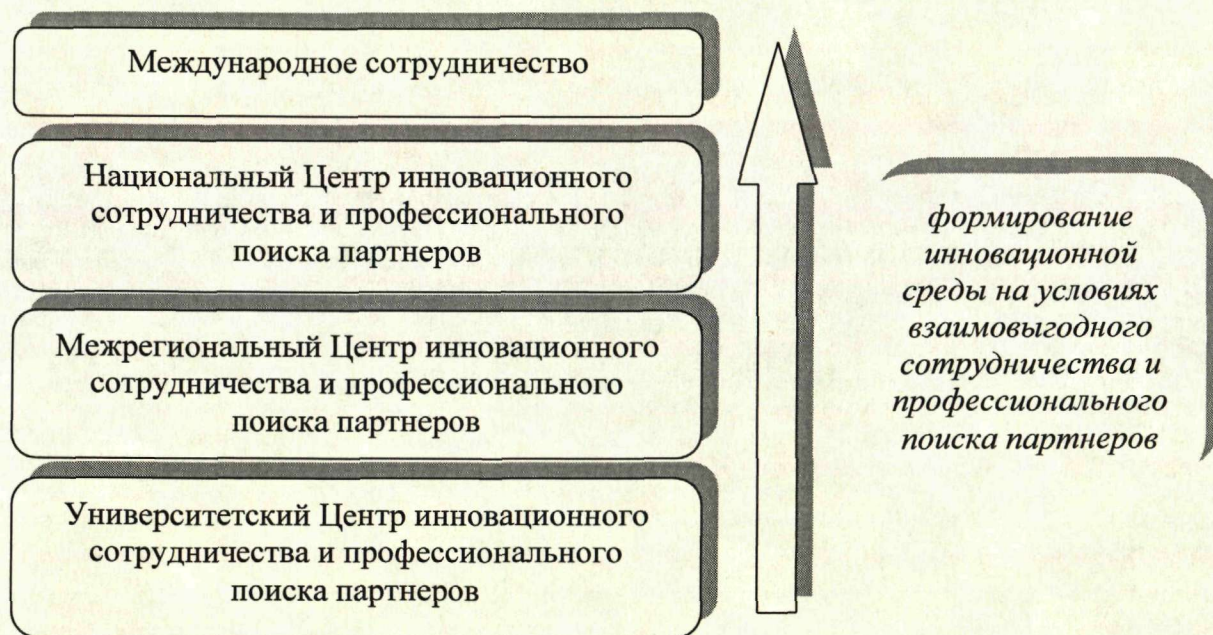 Международное сотрудничество
Национальный Центр инновационного
сотрудничества и профессионального
поиска партнеров
Межрегиональный Центр инновационного
сотрудничества и профессионального
поиска партнеров
Университетский Центр инновационного
сотрудничества и профессионального
поиска партнеров
формирование
инновационной
среды на условиях
взаимовыгодного
сотрудничества и
профессионального
поиска партнеров